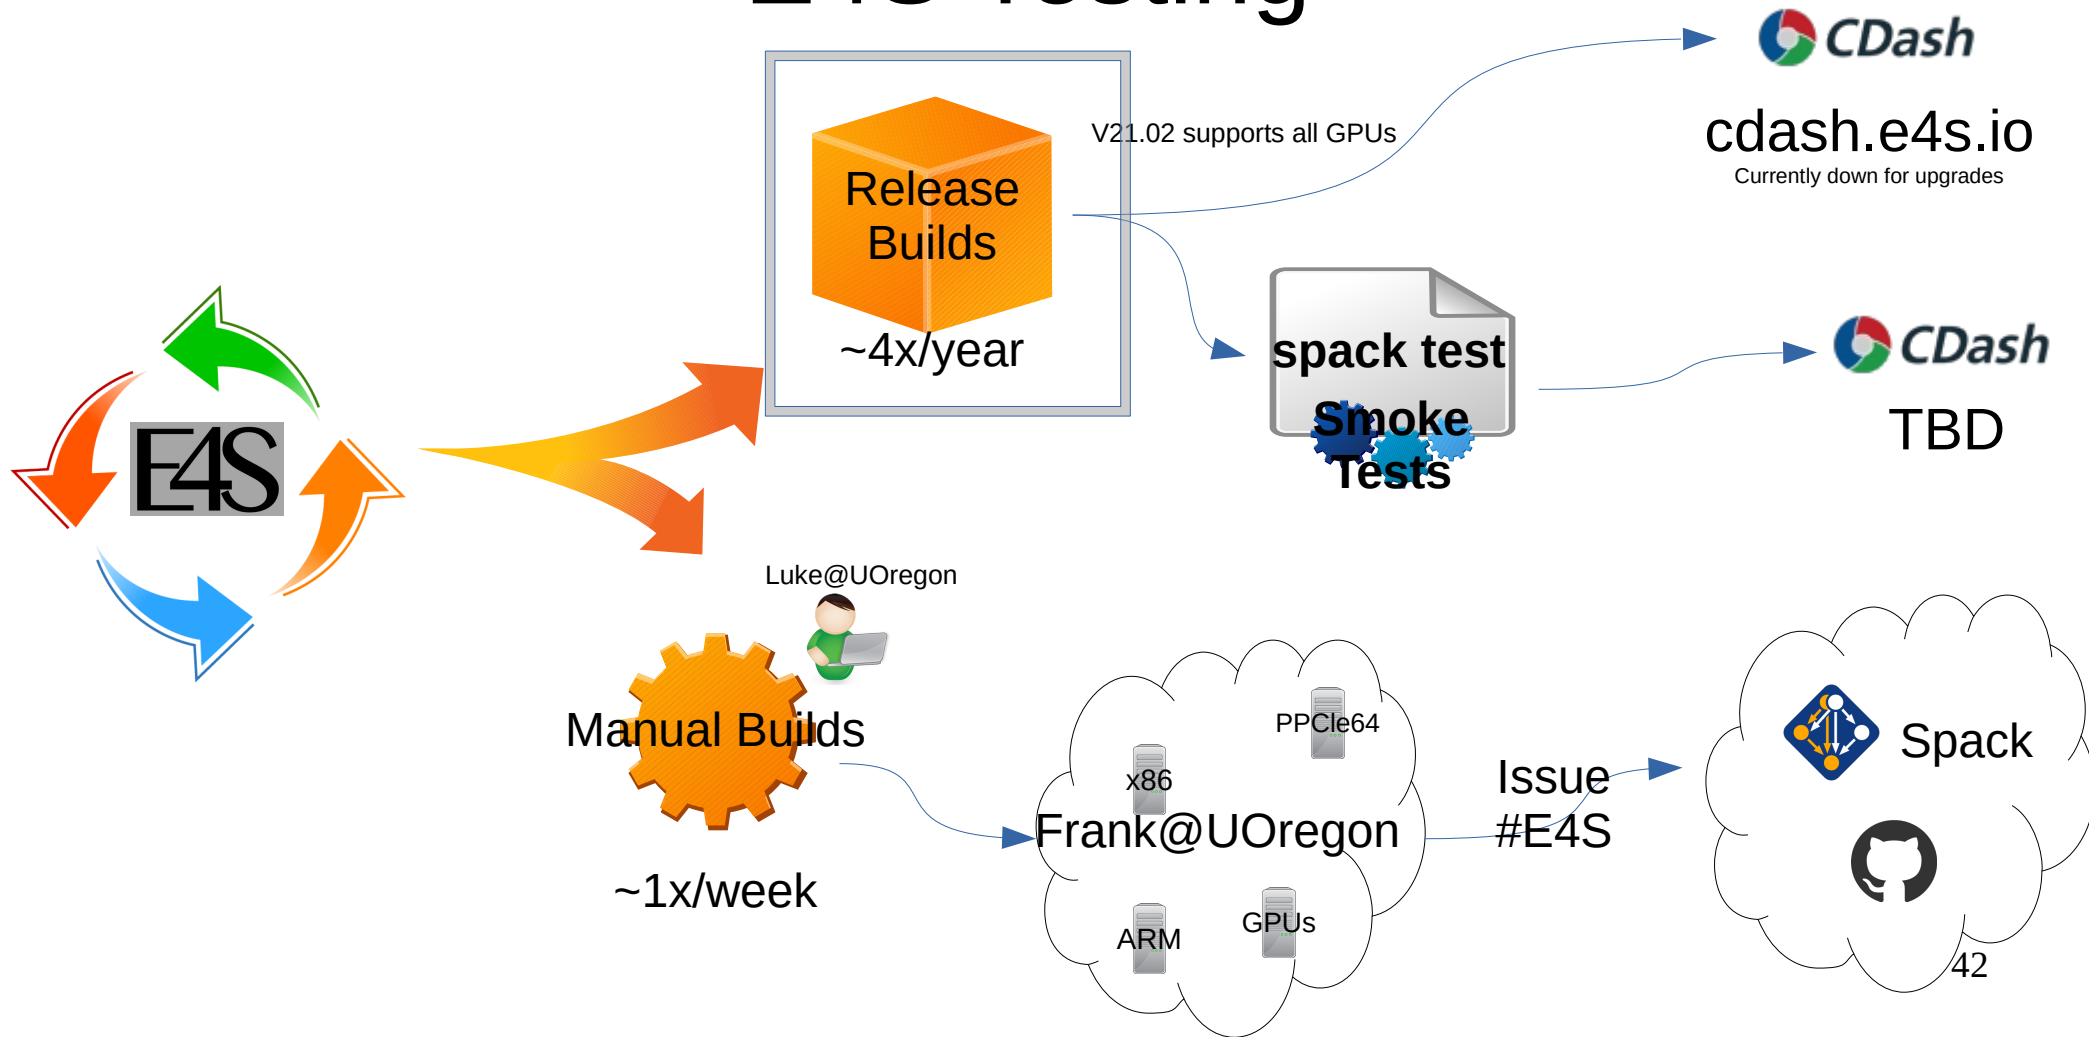 E4S Testing
CDash
cdash.e4s.io
Currently down for upgrades
V21.02 supports all GPUs
Release
Builds
~4x/year
spack test
Smoke
Tests
CDash
TBD
E4S
Luke@UOregon
Manual Builds
~1x/week
PPCle64
x86
Frank@UOregon
ARM
GPUs
Issue
#E4S
Spack
42